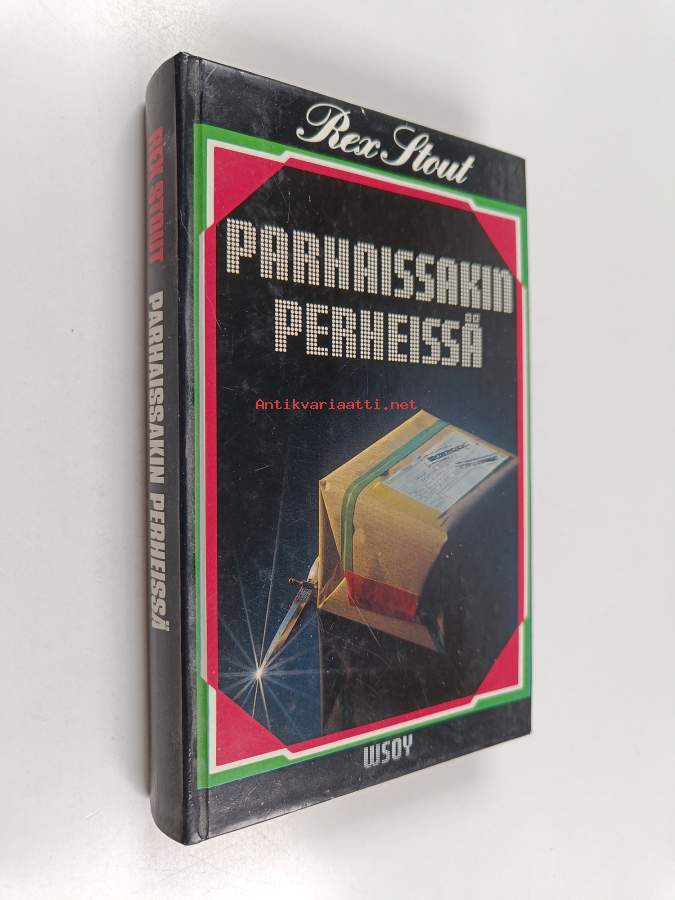 Rex Stout
PARHAISSAKIN
PERHEISSÄ
Antikvariaatti.net
WSOY
REX STOUT PARHAISSAKIN PERHEISSÄ